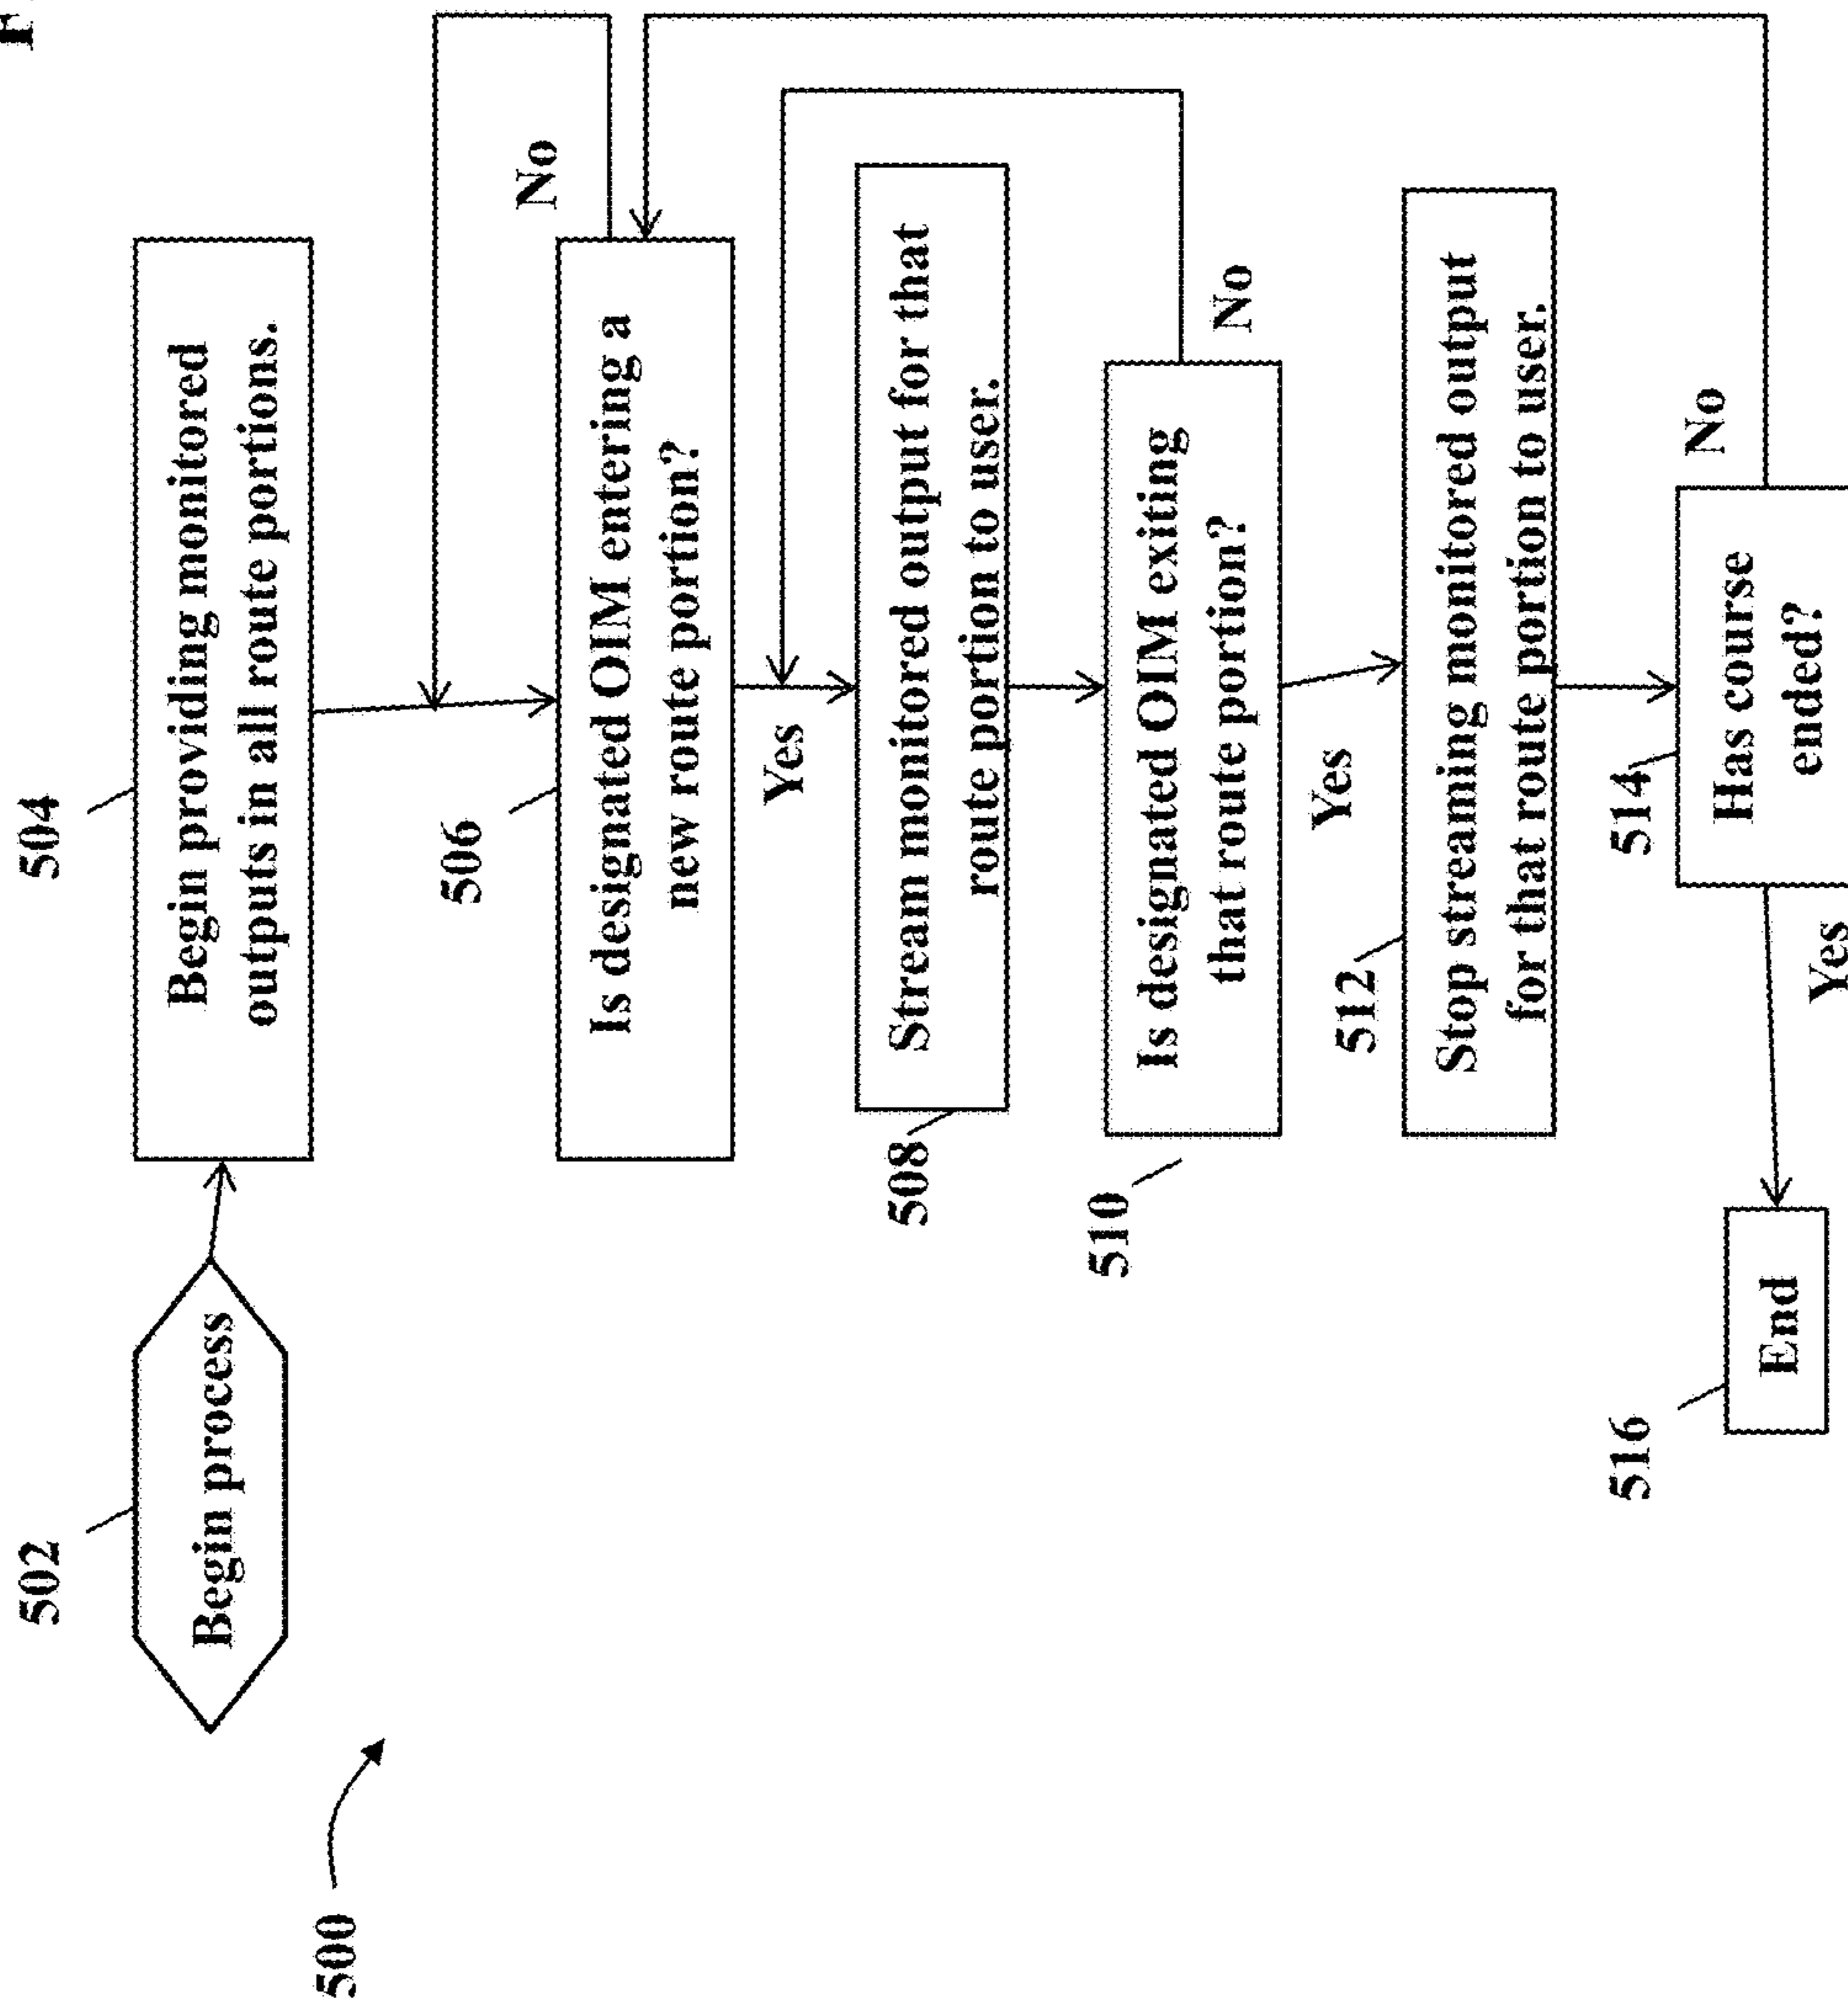 500
502
Begin process
504
Begin providing monitored
outputs in all route portions.
506
Is designated OIM entering a
new route portion?
No
Yes
508
Stream monitored output for that
route portion to user.
510
Is designated OIM exiting
that route portion?
No
Yes
512
Stop streaming monitored output
for that route portion to user.
514
Has course
ended?
No
Yes
516
End